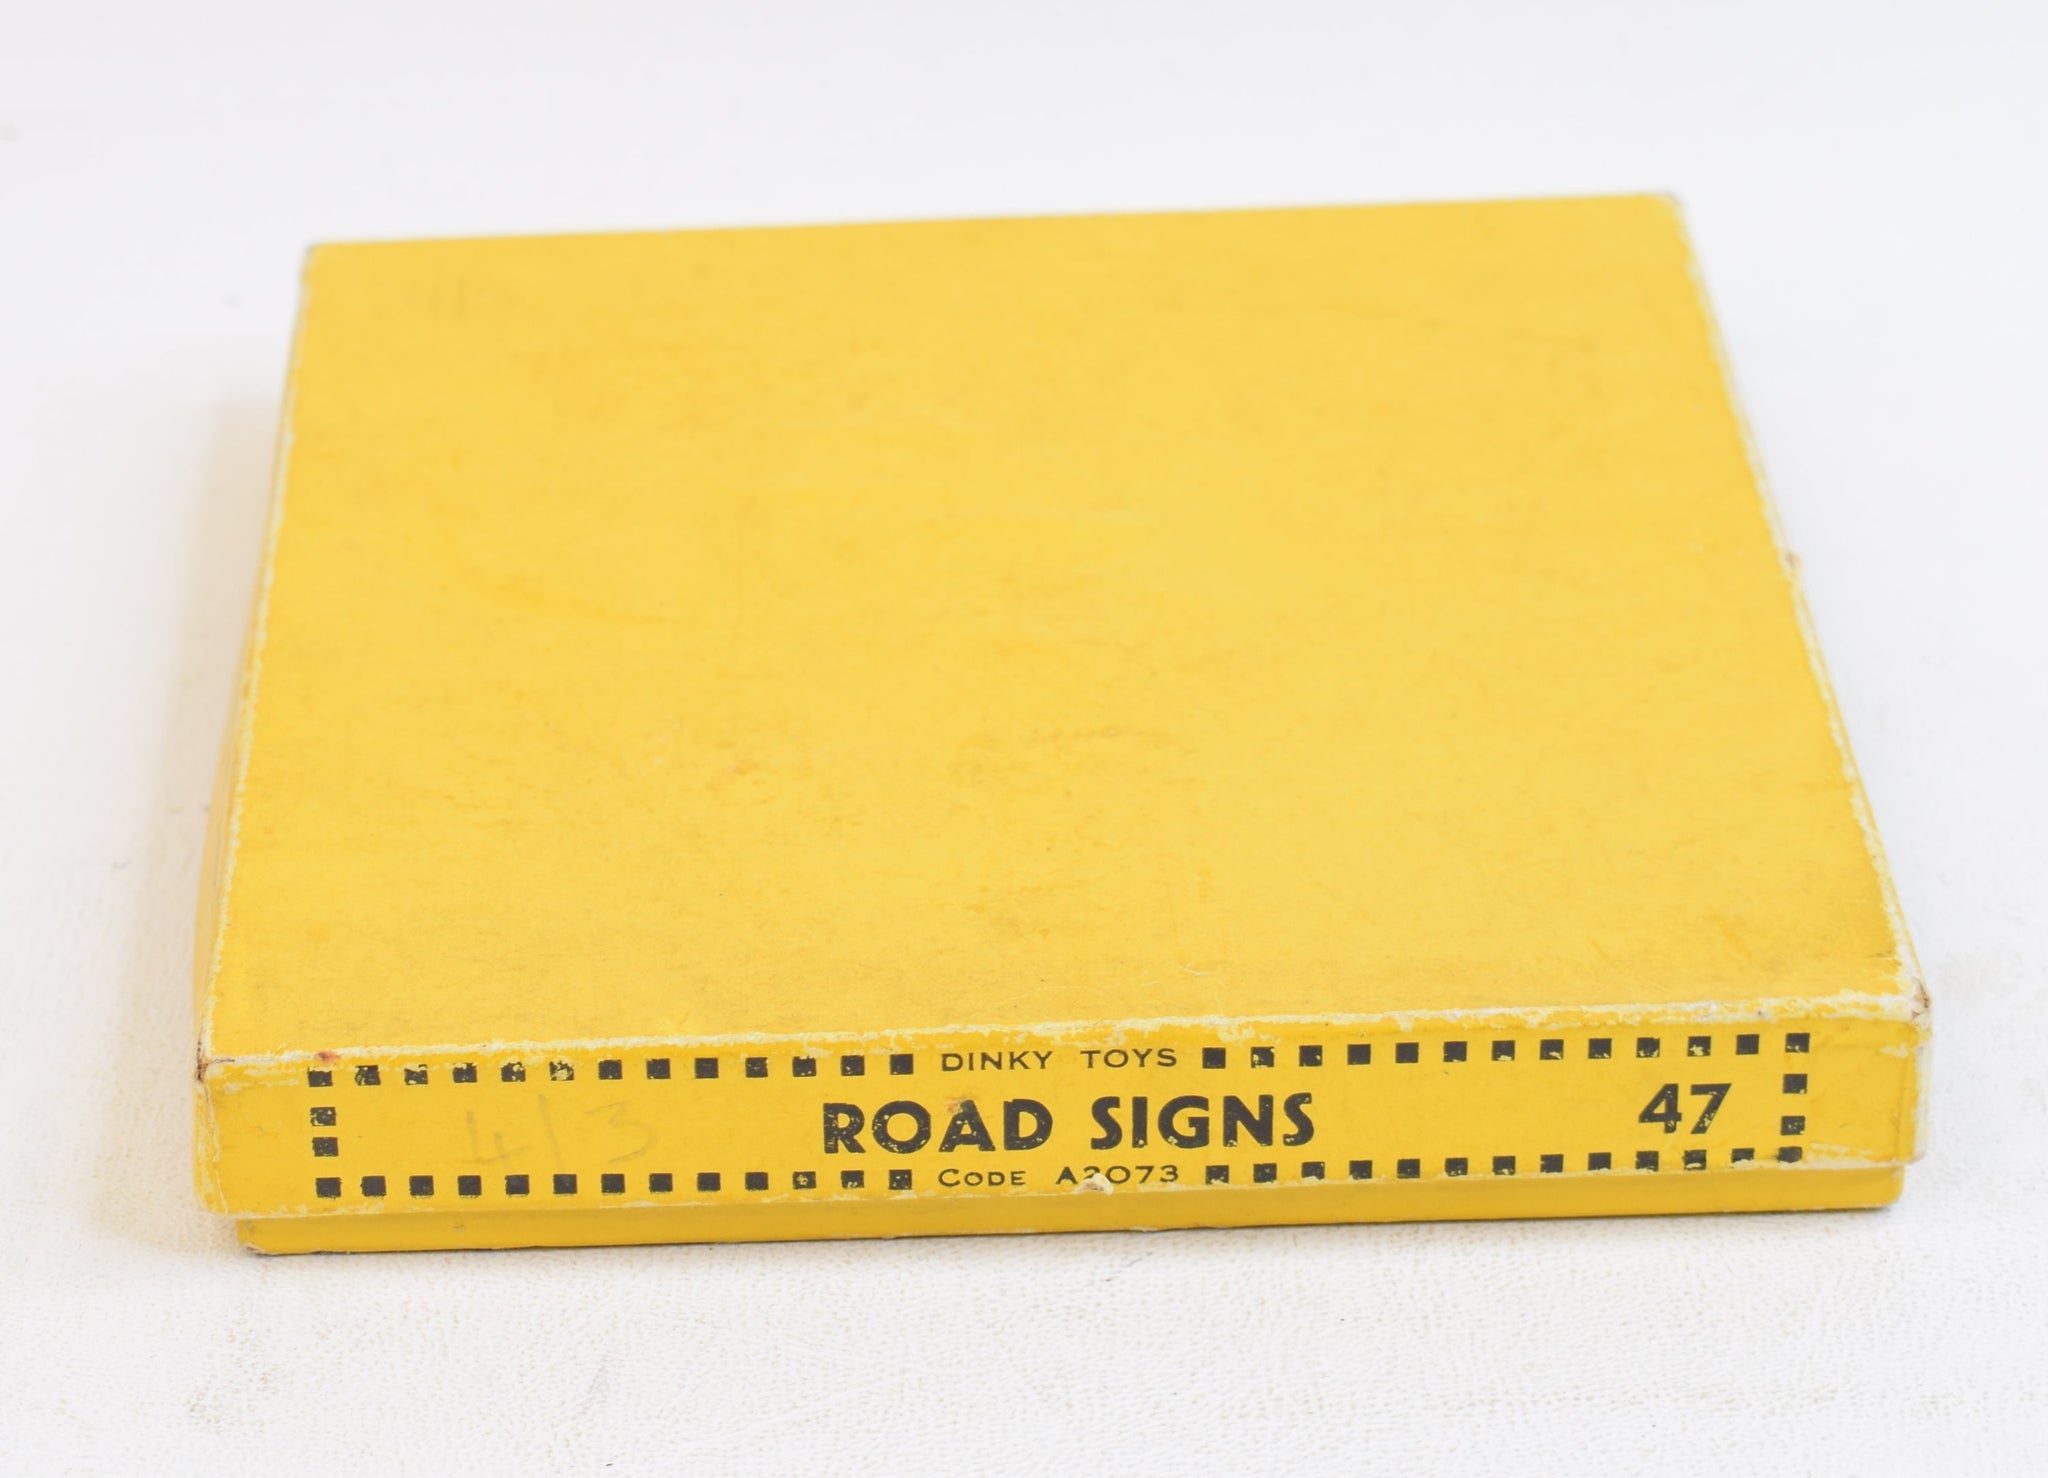 DINKY TOYS
ROAD SIGNS 47
4/3
Code A2073